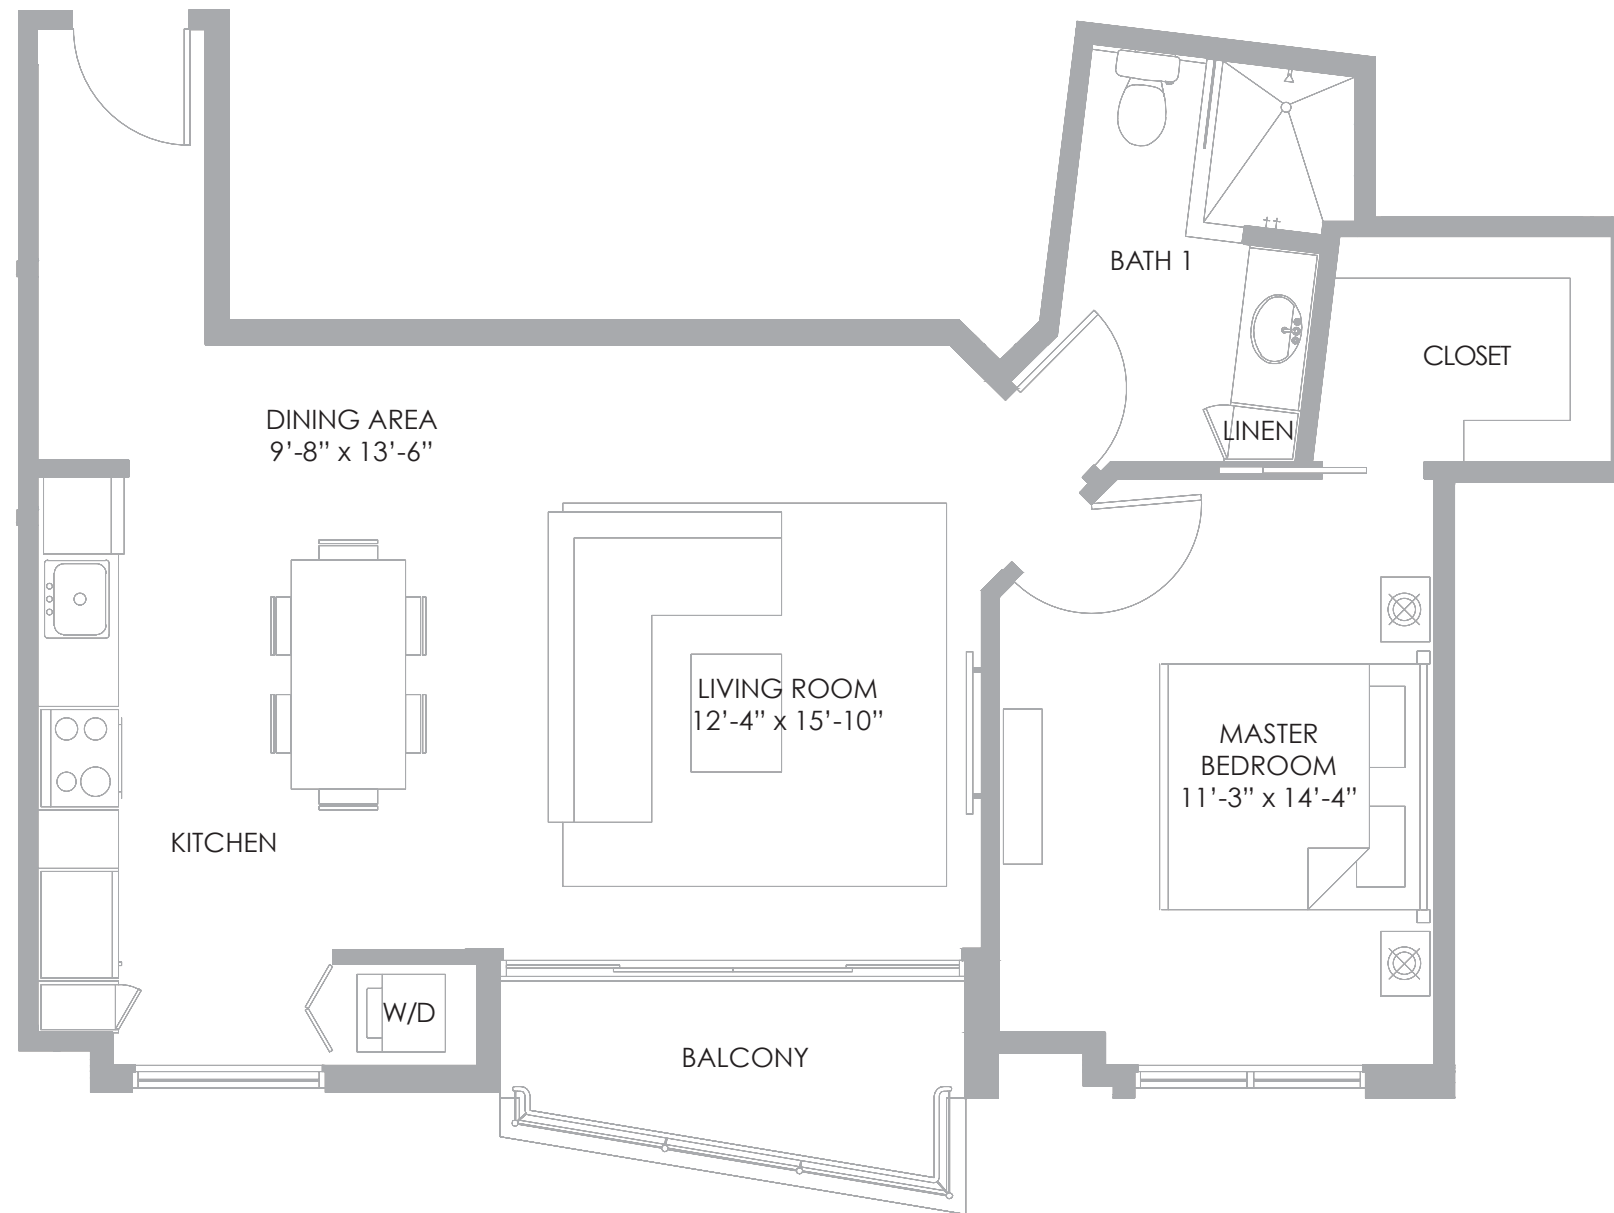 BATH 1
CLOSET
DINING AREA
9’-8” x 13’-6”
LINEN
LIVING ROOM
12’-4” x 15’-10”
MASTER
BEDROOM
11’-3” x 14’-4”
KITCHEN
W/D
BALCONY